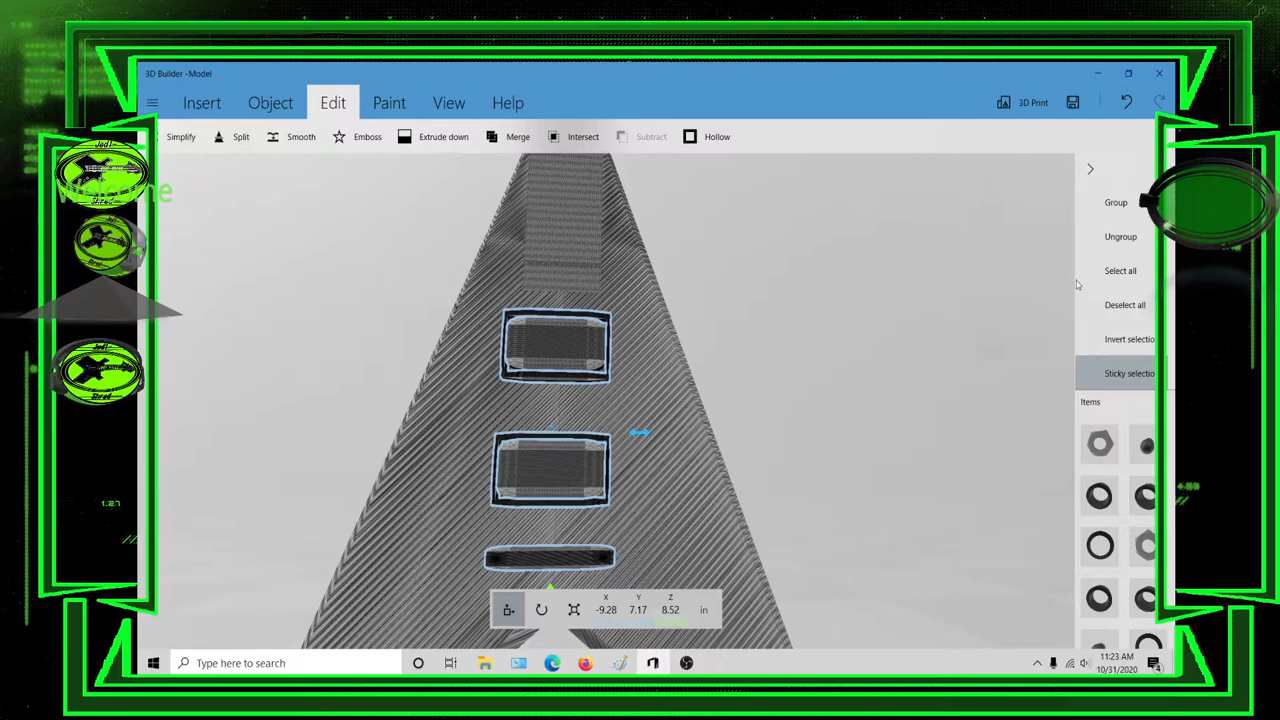 3D Builder -Model
Insert Object Edit Paint View Help
3D Print
Simplify Split Smooth Emboss Extrude down Merge Intersect Subtract Hollow
Welcome
Group
Ungroup
Select all
Deselect all
Invert selectio
Sticky selectio
Items
X Y Z
-9.28 7.17 8.52 in
Type here to search
11:23 AM
10/31/2020
4